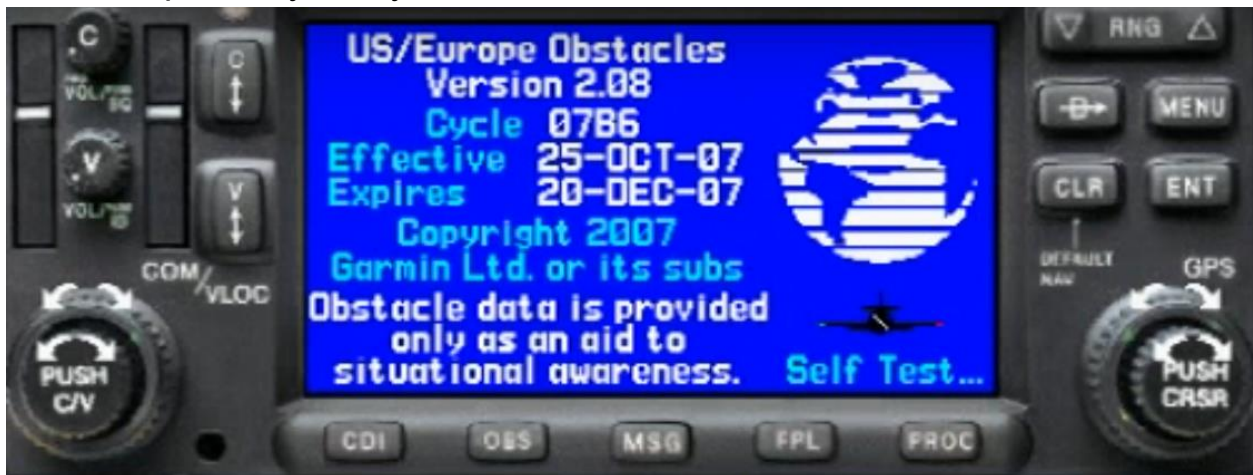 US/Europe Obstacles
Version 2.08
Cycle 07B6
Effective 25-OCT-07
Expires 20-DEC-07
Copyright 2007
Garmin Ltd. or its subs
Obstacle data is provided
only as an aid to
situational awareness.
Self Test...
C
C
V
V
COM/VLOC
PUSH
C/V
RNG
MENU
CLR
ENT
DEFAULT
NAV
GPS
PUSH
CRSR
CDI
OBS
MSG
FPL
PROC